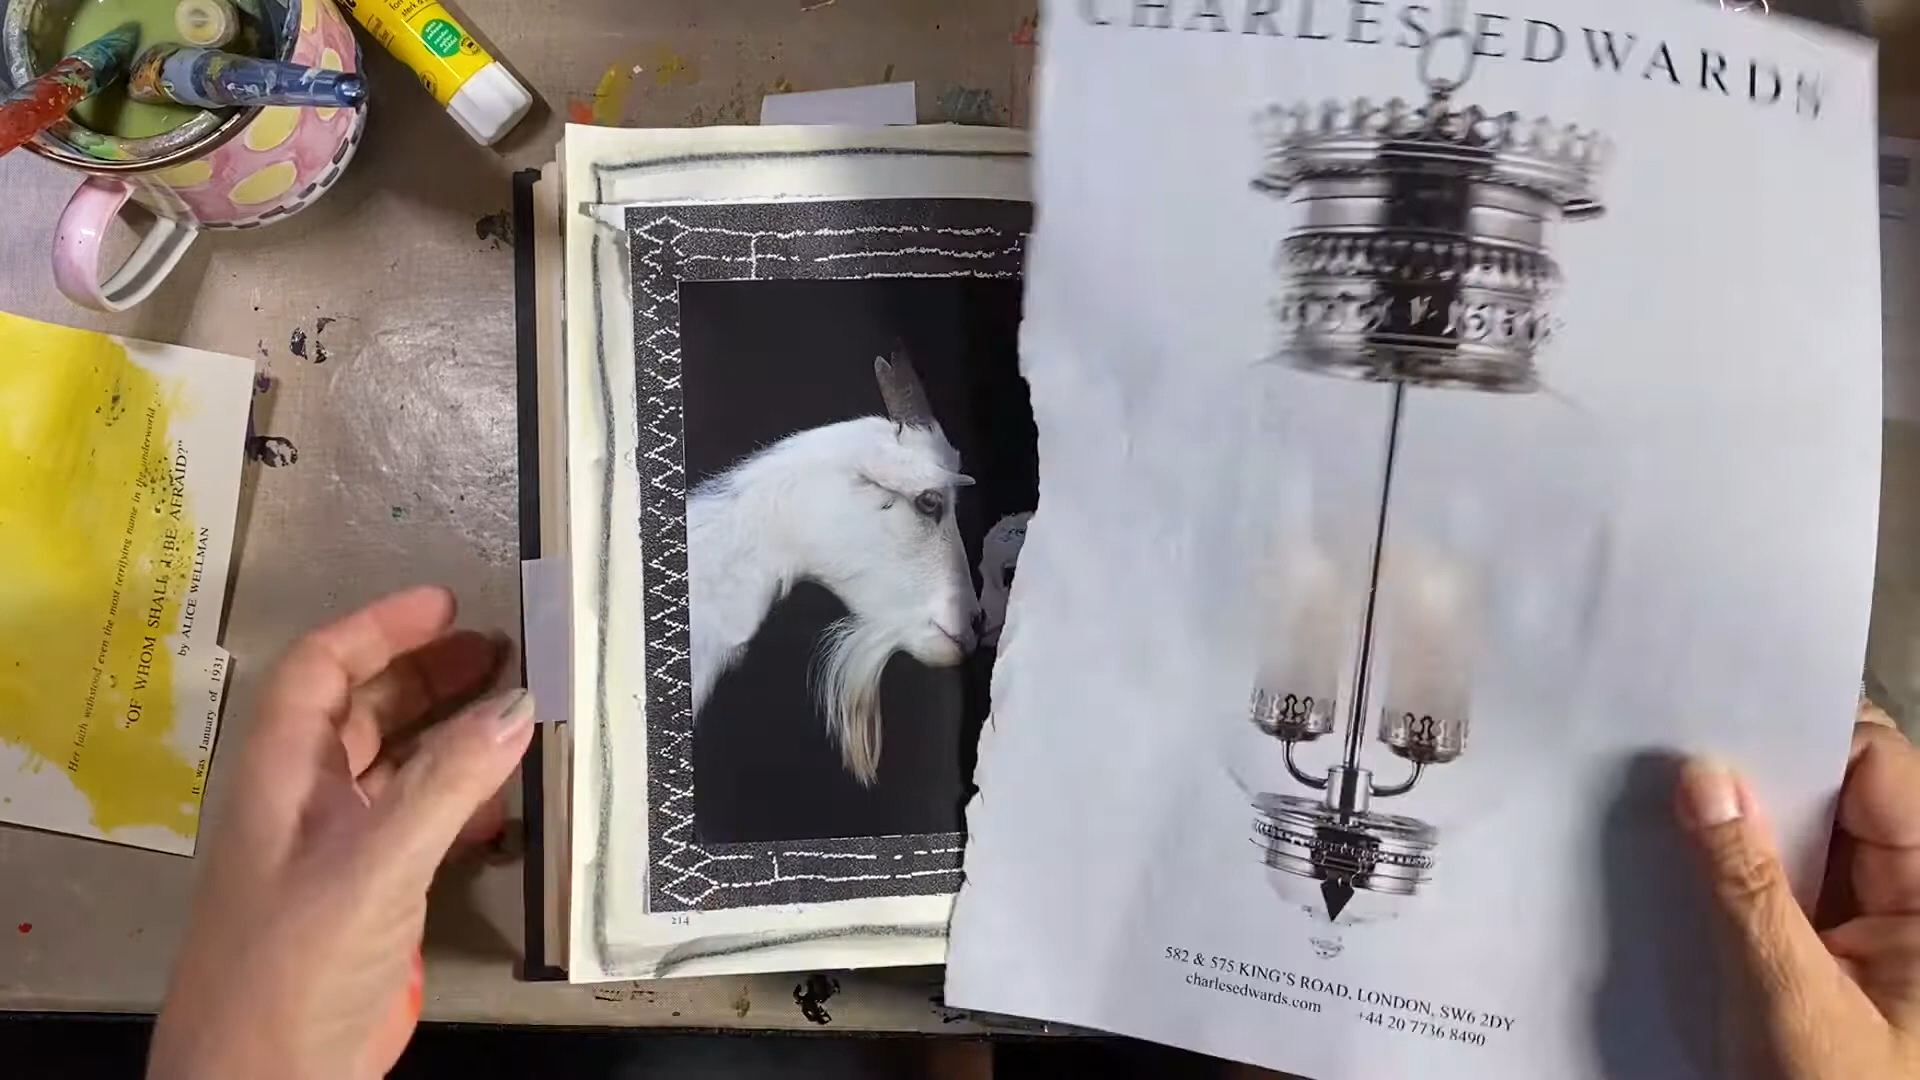 CHARLES EDWARDS
582 & 575 KING'S ROAD, LONDON, SW6 2DY
charlesedwards.com +44 20 7736 8490
214
Her faith withstood even the most terrifying name in the underworld
"OF WHOM SHALL I BE AFRAID?"
by ALICE WELLMAN
It was January of 1931